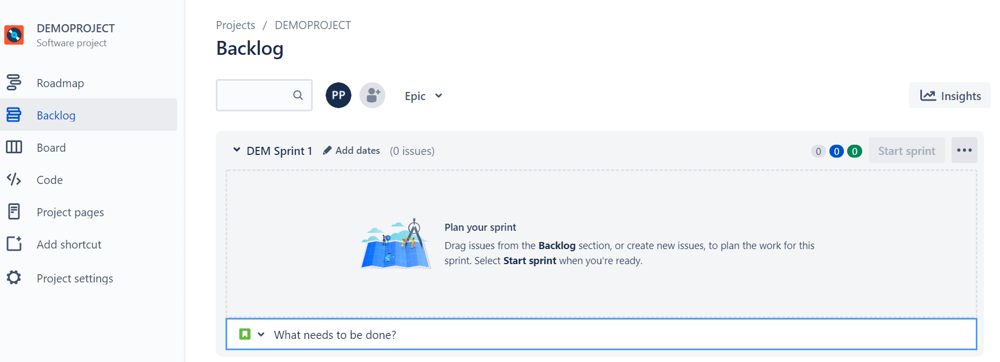 DEMOPROJECT
Software project
Roadmap
Backlog
Board
Code
Project pages
Add shortcut
Project settings
Projects / DEMOPROJECT
Backlog
PP
Epic
Insights
DEM Sprint 1 Add dates (0 issues) 0 0 0 Start sprint
Plan your sprint
Drag issues from the Backlog section, or create new issues, to plan the work for this
sprint. Select Start sprint when you're ready.
What needs to be done?